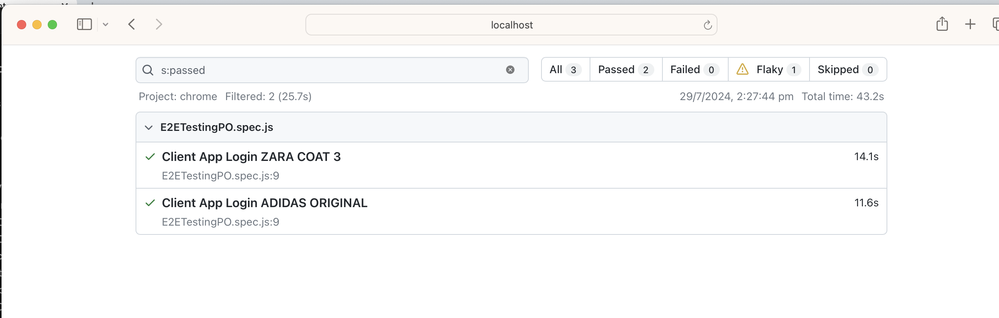 localhost
s:passed
All 3 Passed 2 Failed 0 Flaky 1 Skipped 0
Project: chrome Filtered: 2 (25.7s)
29/7/2024, 2:27:44 pm Total time: 43.2s
E2ETestingPO.spec.js
Client App Login ZARA COAT 3
14.1s
E2ETestingPO.spec.js:9
Client App Login ADIDAS ORIGINAL
11.6s
E2ETestingPO.spec.js:9